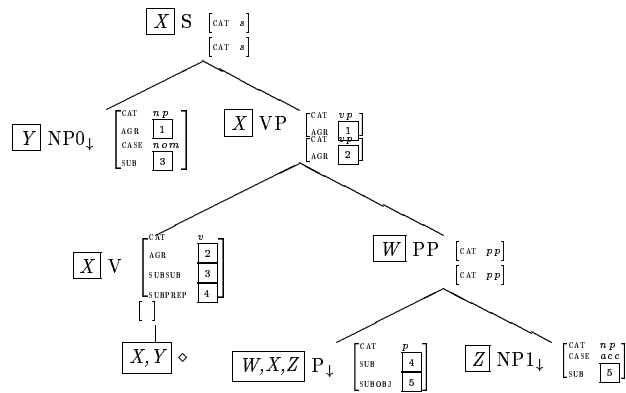 X S [CAT s]
[CAT s]
Y NP0↓ [CAT np
AGR 1
CASE nom
SUB 3]
X VP [CAT vp
AGR 1]
[CAT vp
AGR 2]
X V [CAT v
AGR 2
SUBSUB 3
SUBPREP 4]
[ ]
W PP [CAT pp]
[CAT pp]
X,Y ◇
W,X,Z P↓ [CAT p
SUB 4
SUBOBJ 5]
Z NP1↓ [CAT np
CASE acc
SUB 5]